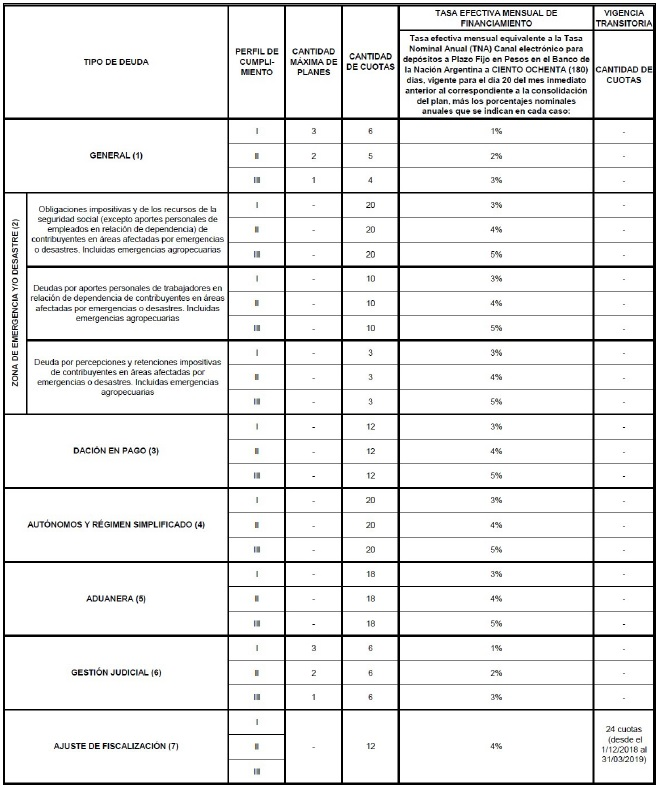 TIPO DE DEUDA
PERFIL DE
CUMPLI-
MIENTO
CANTIDAD
MÁXIMA DE
PLANES
CANTIDAD
DE CUOTAS
TASA EFECTIVA MENSUAL DE
FINANCIAMIENTO
Tasa efectiva mensual equivalente a la Tasa
Nominal Anual (TNA) Canal electrónico para
depósitos a Plazo Fijo en Pesos en el Banco de
la Nación Argentina a CIENTO OCHENTA (180)
días, vigente para el día 20 del mes inmediato
anterior al correspondiente a la consolidación
del plan, más los porcentajes nominales
anuales que se indican en cada caso:
VIGENCIA
TRANSITORIA
CANTIDAD DE
CUOTAS
GENERAL (1)
I 3 6 1% -
II 2 5 2% -
III 1 4 3% -
ZONA DE EMERGENCIA Y/O DESASTRE (2)
Obligaciones impositivas y de los recursos de la
seguridad social (excepto aportes personales de
empleados en relación de dependencia) de
contribuyentes en áreas afectadas por emergencias
o desastres. Incluidas emergencias agropecuarias
I - 20 3% -
II - 20 4% -
III - 20 5% -
Deudas por aportes personales de trabajadores en
relación de dependencia de contribuyentes en áreas
afectadas por emergencias o desastres. Incluidas
emergencias agropecuarias
I - 10 3% -
II - 10 4% -
III - 10 5% -
Deuda por percepciones y retenciones impositivas
de contribuyentes en áreas afectadas por
emergencias o desastres. Incluidas emergencias
agropecuarias
I - 3 3% -
II - 3 4% -
III - 3 5% -
DACIÓN EN PAGO (3)
I - 12 3% -
II - 12 4% -
III - 12 5% -
AUTÓNOMOS Y RÉGIMEN SIMPLIFICADO (4)
I - 20 3% -
II - 20 4% -
III - 20 5% -
ADUANERA (5)
I - 18 3% -
II - 18 4% -
III - 18 5% -
GESTIÓN JUDICIAL (6)
I 3 6 1% -
II 2 6 2% -
III 1 6 3% -
AJUSTE DE FISCALIZACIÓN (7)
I
II
III
- 12 4%
24 cuotas
(desde el
1/12/2018 al
31/03/2019)